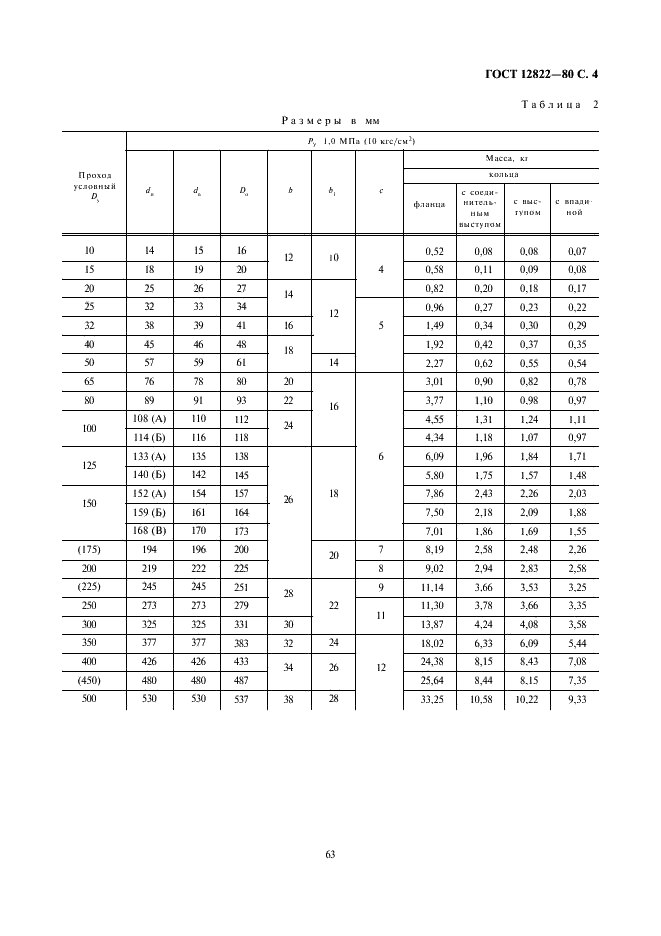 ГОСТ 12822—80 С. 4
Таблица 2
Размеры в мм
Проход условный Dу | Pу 1,0 МПа (10 кгс/см²)
dн | dв | Dо | b | b1 | c | Масса, кг
фланца | кольца
с соединительным выступом | с выступом | с впадиной
10 14 15 16 12 10 4 0,52 0,08 0,08 0,07
15 18 19 20 0,58 0,11 0,09 0,08
20 25 26 27 14 12 0,82 0,20 0,18 0,17
25 32 33 34 5 0,96 0,27 0,23 0,22
32 38 39 41 16 1,49 0,34 0,30 0,29
40 45 46 48 18 1,92 0,42 0,37 0,35
50 57 59 61 14 2,27 0,62 0,55 0,54
65 76 78 80 20 16 6 3,01 0,90 0,82 0,78
80 89 91 93 22 3,77 1,10 0,98 0,97
100 108 (А) 110 112 24 4,55 1,31 1,24 1,11
114 (Б) 116 118 4,34 1,18 1,07 0,97
125 133 (А) 135 138 26 18 6,09 1,96 1,84 1,71
140 (Б) 142 145 5,80 1,75 1,57 1,48
150 152 (А) 154 157 7,86 2,43 2,26 2,03
159 (Б) 161 164 7,50 2,18 2,09 1,88
168 (В) 170 173 7,01 1,86 1,69 1,55
(175) 194 196 200 20 7 8,19 2,58 2,48 2,26
200 219 222 225 8 9,02 2,94 2,83 2,58
(225) 245 245 251 28 22 9 11,14 3,66 3,53 3,25
250 273 273 279 11 11,30 3,78 3,66 3,35
300 325 325 331 30 13,87 4,24 4,08 3,58
350 377 377 383 32 24 12 18,02 6,33 6,09 5,44
400 426 426 433 34 26 24,38 8,15 8,43 7,08
(450) 480 480 487 25,64 8,44 8,15 7,35
500 530 530 537 38 28 33,25 10,58 10,22 9,33
63